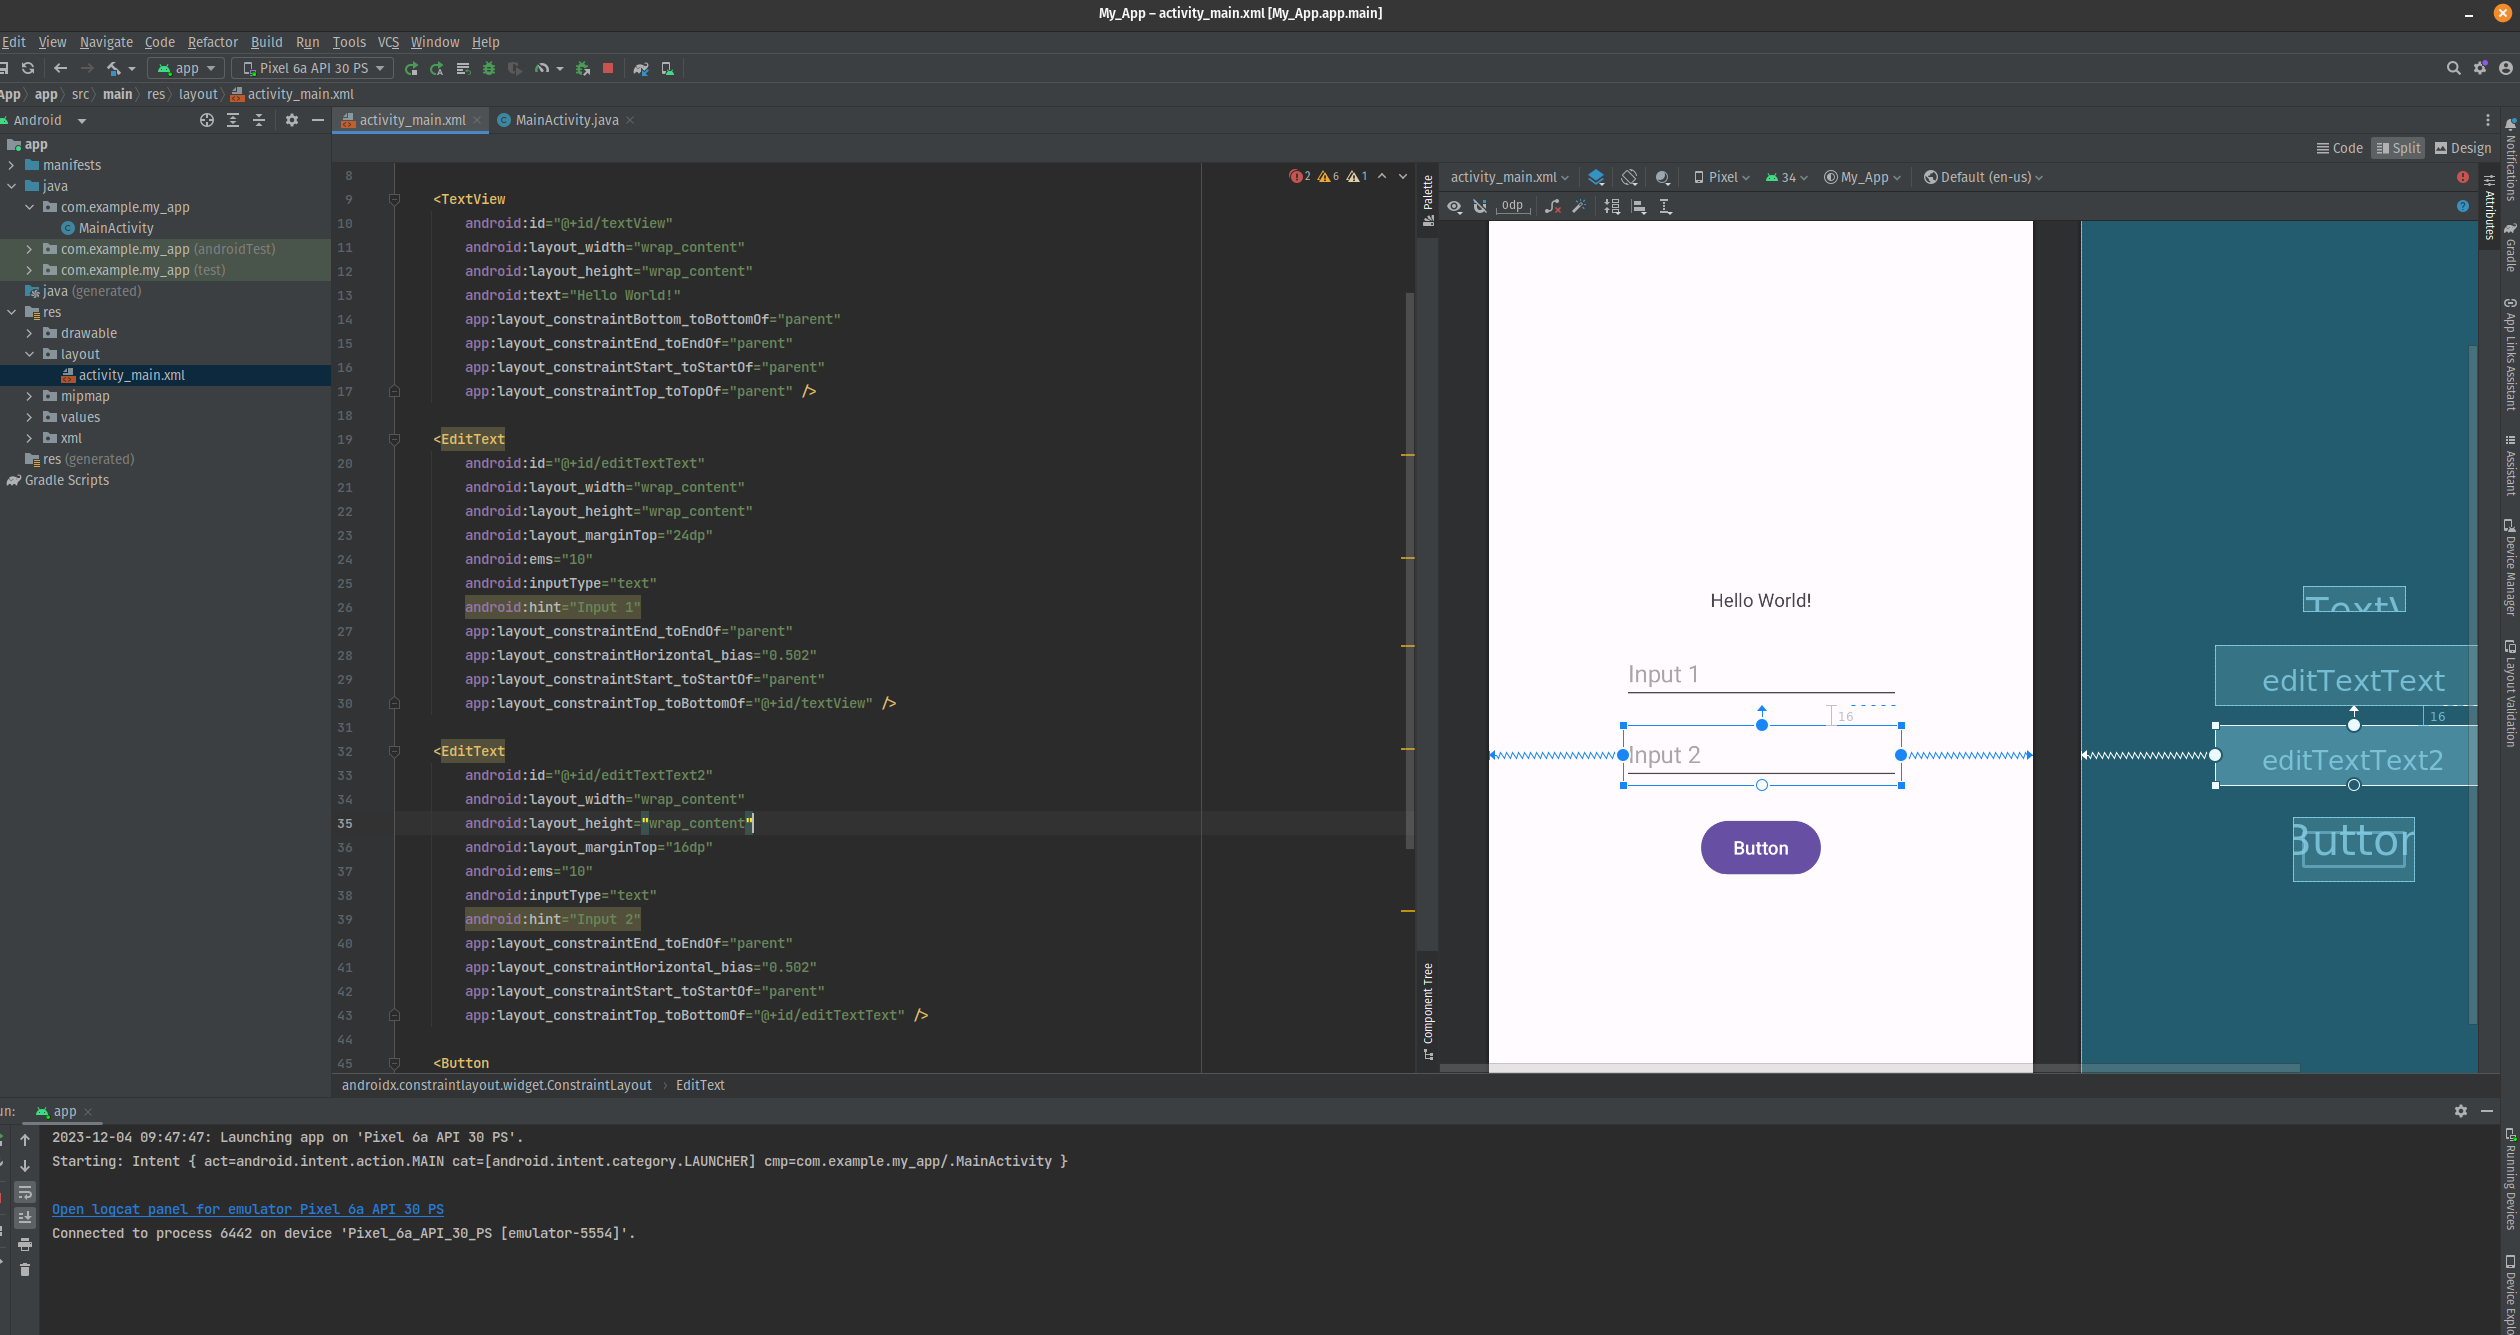 My_App – activity_main.xml [My_App.app.main]
Edit View Navigate Code Refactor Build Run Tools VCS Window Help
app Pixel 6a API 30 PS
App app src main res layout activity_main.xml
Android
activity_main.xml MainActivity.java
Code Split Design
app
manifests
java
com.example.my_app
MainActivity
com.example.my_app (androidTest)
com.example.my_app (test)
java (generated)
res
drawable
layout
activity_main.xml
mipmap
values
xml
res (generated)
Gradle Scripts
2 6 1
8
9 <TextView
10 android:id="@+id/textView"
11 android:layout_width="wrap_content"
12 android:layout_height="wrap_content"
13 android:text="Hello World!"
14 app:layout_constraintBottom_toBottomOf="parent"
15 app:layout_constraintEnd_toEndOf="parent"
16 app:layout_constraintStart_toStartOf="parent"
17 app:layout_constraintTop_toTopOf="parent" />
18
19 <EditText
20 android:id="@+id/editTextText"
21 android:layout_width="wrap_content"
22 android:layout_height="wrap_content"
23 android:layout_marginTop="24dp"
24 android:ems="10"
25 android:inputType="text"
26 android:hint="Input 1"
27 app:layout_constraintEnd_toEndOf="parent"
28 app:layout_constraintHorizontal_bias="0.502"
29 app:layout_constraintStart_toStartOf="parent"
30 app:layout_constraintTop_toBottomOf="@+id/textView" />
31
32 <EditText
33 android:id="@+id/editTextText2"
34 android:layout_width="wrap_content"
35 android:layout_height="wrap_content"
36 android:layout_marginTop="16dp"
37 android:ems="10"
38 android:inputType="text"
39 android:hint="Input 2"
40 app:layout_constraintEnd_toEndOf="parent"
41 app:layout_constraintHorizontal_bias="0.502"
42 app:layout_constraintStart_toStartOf="parent"
43 app:layout_constraintTop_toBottomOf="@+id/editTextText" />
44
45 <Button
androidx.constraintlayout.widget.ConstraintLayout › EditText
Palette
Component Tree
activity_main.xml Pixel 34 My_App Default (en-us)
0dp
Hello World!
Input 1
16
Input 2
Button
TextV
editTextText
16
editTextText2
Button
Attributes
Notifications
Gradle
App Links Assistant
Assistant
Device Manager
Layout Validation
Running Devices
Device Explo
un: app
2023-12-04 09:47:47: Launching app on 'Pixel 6a API 30 PS'.
Starting: Intent { act=android.intent.action.MAIN cat=[android.intent.category.LAUNCHER] cmp=com.example.my_app/.MainActivity }
Open logcat panel for emulator Pixel 6a API 30 PS
Connected to process 6442 on device 'Pixel_6a_API_30_PS [emulator-5554]'.